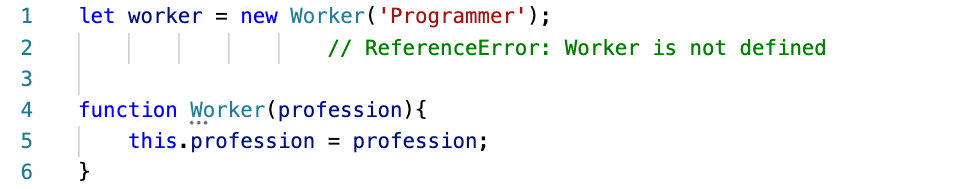 1 let worker = new Worker('Programmer');
2 // ReferenceError: Worker is not defined
3
4 function Worker(profession){
5 this.profession = profession;
6 }